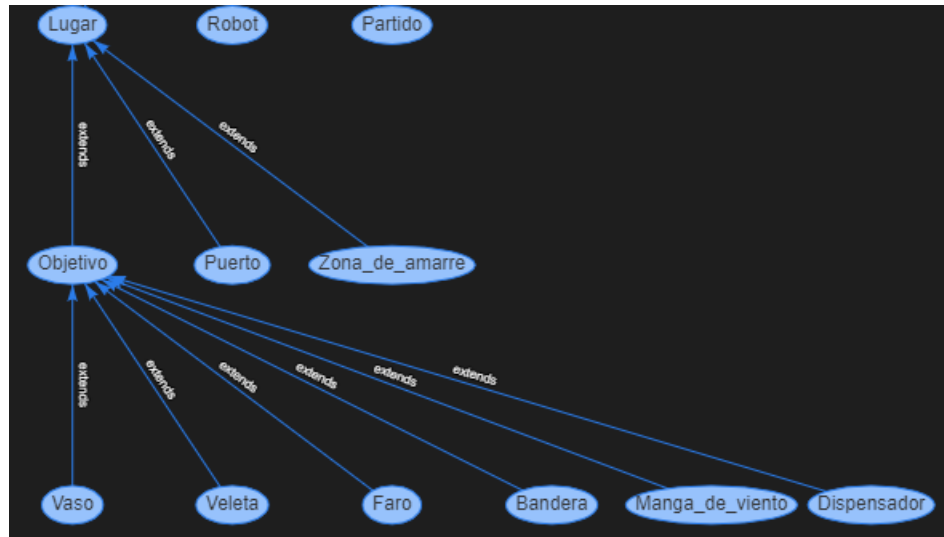 Lugar Robot Partido
extends extends extends
Objetivo Puerto Zona_de_amarre
extends extends extends extends extends extends
Vaso Veleta Faro Bandera Manga_de_viento Dispensador